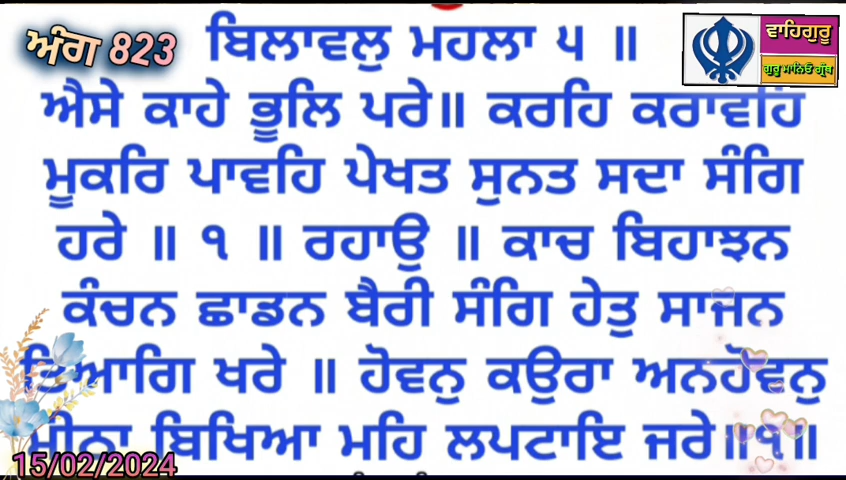 ਅੰਗ 823
ਬਿਲਾਵਲੁ ਮਹਲਾ ੫ ॥
ਵਾਹਿਗੁਰੂ
ਗੁਰੂ ਮਾਨਿਓ ਗ੍ਰੰਥ
ਐਸੇ ਕਾਹੇ ਭੂਲਿ ਪਰੇ॥ ਕਰਹਿ ਕਰਾਵਹਿ
ਮੂਕਰਿ ਪਾਵਹਿ ਪੇਖਤ ਸੁਨਤ ਸਦਾ ਸੰਗਿ
ਹਰੇ ॥ ੧ ॥ ਰਹਾਉ ॥ ਕਾਚ ਬਿਹਾਝਨ
ਕੰਚਨ ਛਾਡਨ ਬੈਰੀ ਸੰਗਿ ਹੇਤੁ ਸਾਜਨ
ਤਿਆਗਿ ਖਰੇ ॥ ਹੋਵਨੁ ਕਉਰਾ ਅਨਹੋਵਨੁ
ਮੀਠਾ ਬਿਖਿਆ ਮਹਿ ਲਪਟਾਇ ਜਰੇ॥੧॥
15/02/2024